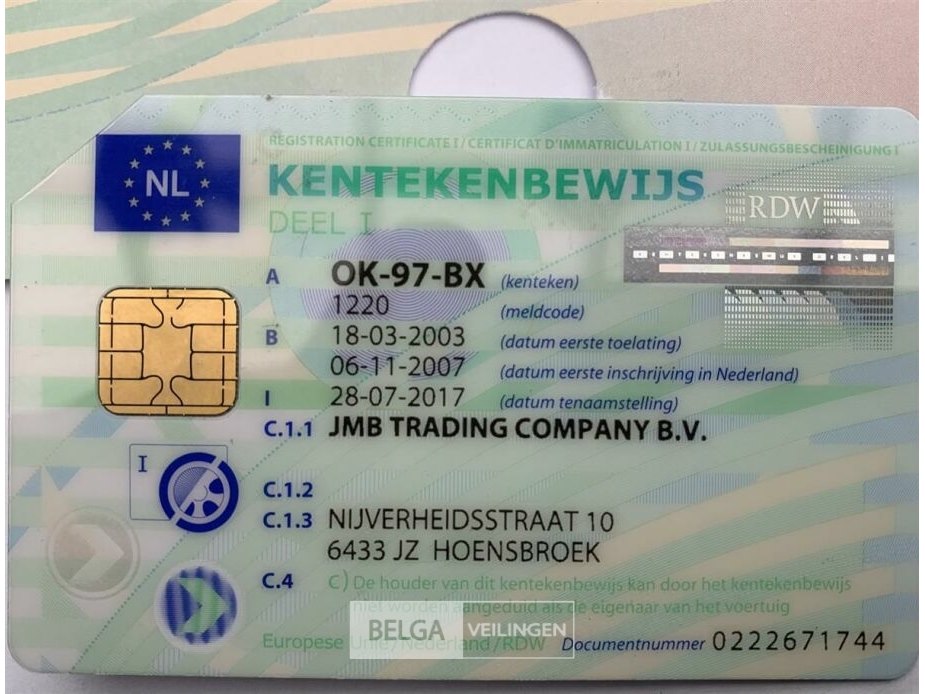 REGISTRATION CERTIFICATE I / CERTIFICAT D'IMMATRICULATION I / ZULASSUNGSBESCHEINIGUNG I
NL
KENTEKENBEWIJS
DEEL I
RDW
A OK-97-BX (kenteken)
1220 (meldcode)
B 18-03-2003 (datum eerste toelating)
06-11-2007 (datum eerste inschrijving in Nederland)
I 28-07-2017 (datum tenaamstelling)
C.1.1 JMB TRADING COMPANY B.V.
I
C.1.2
C.1.3 NIJVERHEIDSSTRAAT 10
6433 JZ HOENSBROEK
C.4 C) De houder van dit kentekenbewijs kan door het kentekenbewijs
niet worden aangeduid als de eigenaar van het voertuig
BELGA VEILINGEN
Europese Unie / Nederland / RDW Documentnummer 0222671744